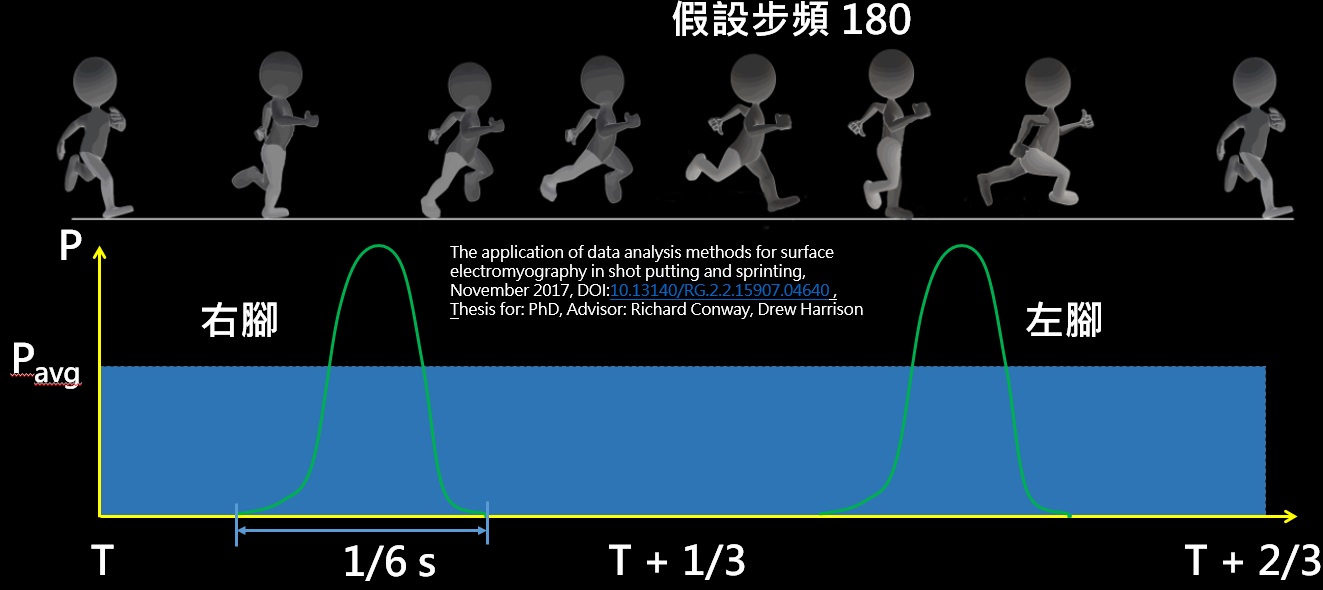 假設步頻 180
P
The application of data analysis methods for surface
electromyography in shot putting and sprinting,
November 2017, DOI:10.13140/RG.2.2.15907.04640 ,
Thesis for: PhD, Advisor: Richard Conway, Drew Harrison
右腳
左腳
Pavg
T
1/6 s
T + 1/3
T + 2/3